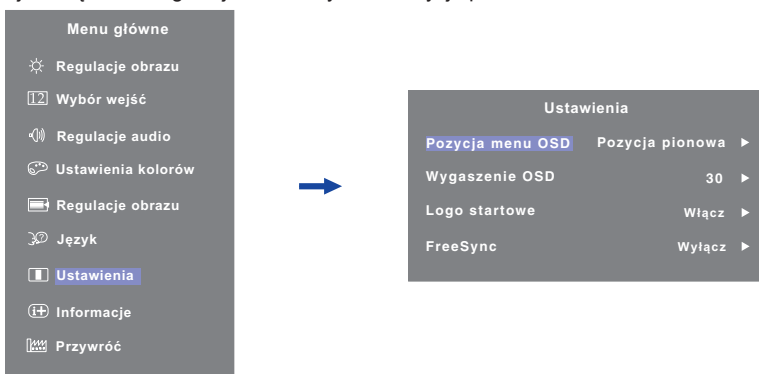 Menu główne
Regulacje obrazu
12 Wybór wejść
Regulacje audio
Ustawienia kolorów
Regulacje obrazu
Język
Ustawienia
Informacje
Przywróć
Ustawienia
Pozycja menu OSD Pozycja pionowa
Wygaszenie OSD 30
Logo startowe Włącz
FreeSync Wyłącz